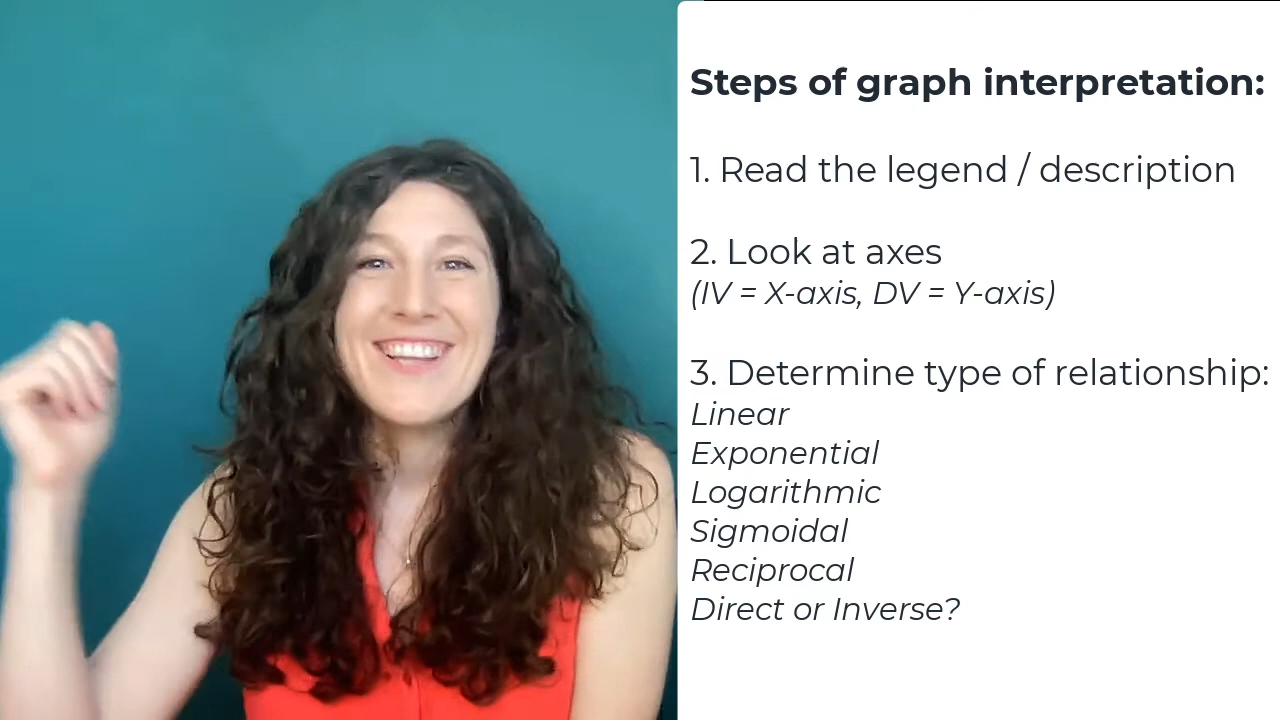 Steps of graph interpretation:
1. Read the legend / description
2. Look at axes
(IV = X-axis, DV = Y-axis)
3. Determine type of relationship:
Linear
Exponential
Logarithmic
Sigmoidal
Reciprocal
Direct or Inverse?